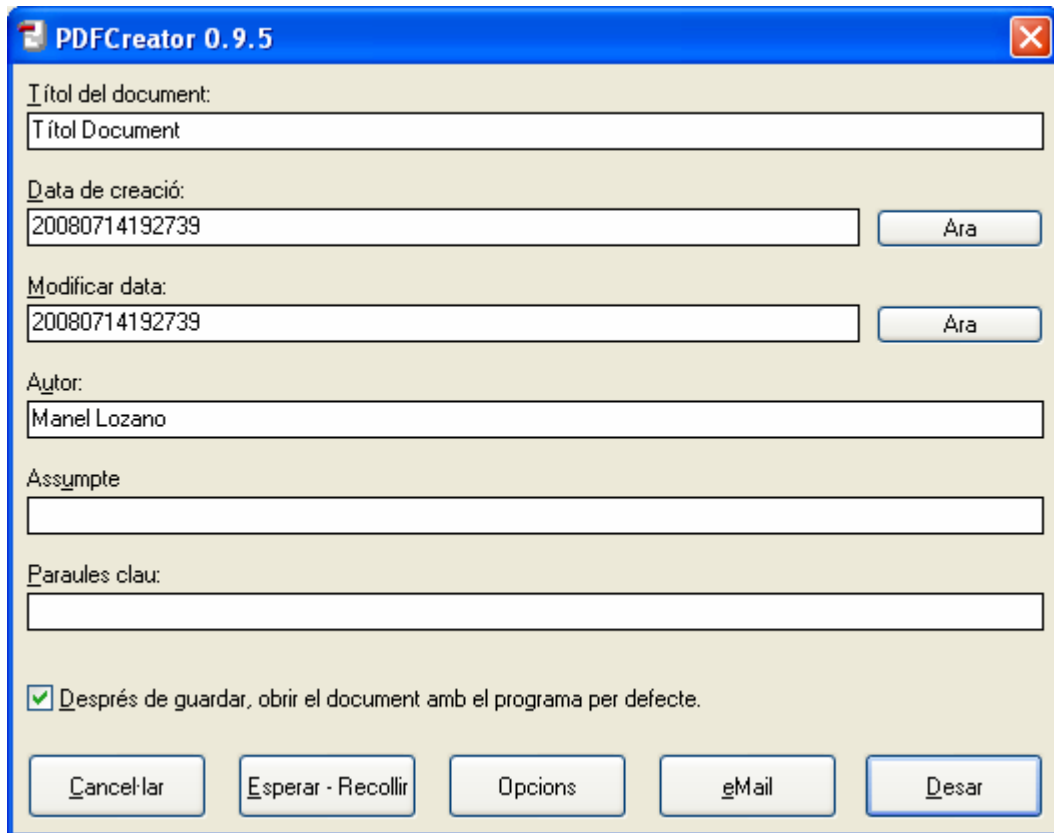 PDFCreator 0.9.5
Títol del document:
Títol Document
Data de creació:
20080714192739
Ara
Modificar data:
20080714192739
Ara
Autor:
Manel Lozano
Assumpte
Paraules clau:
Després de guardar, obrir el document amb el programa per defecte.
Cancel·lar Esperar - Recollir Opcions eMail Desar